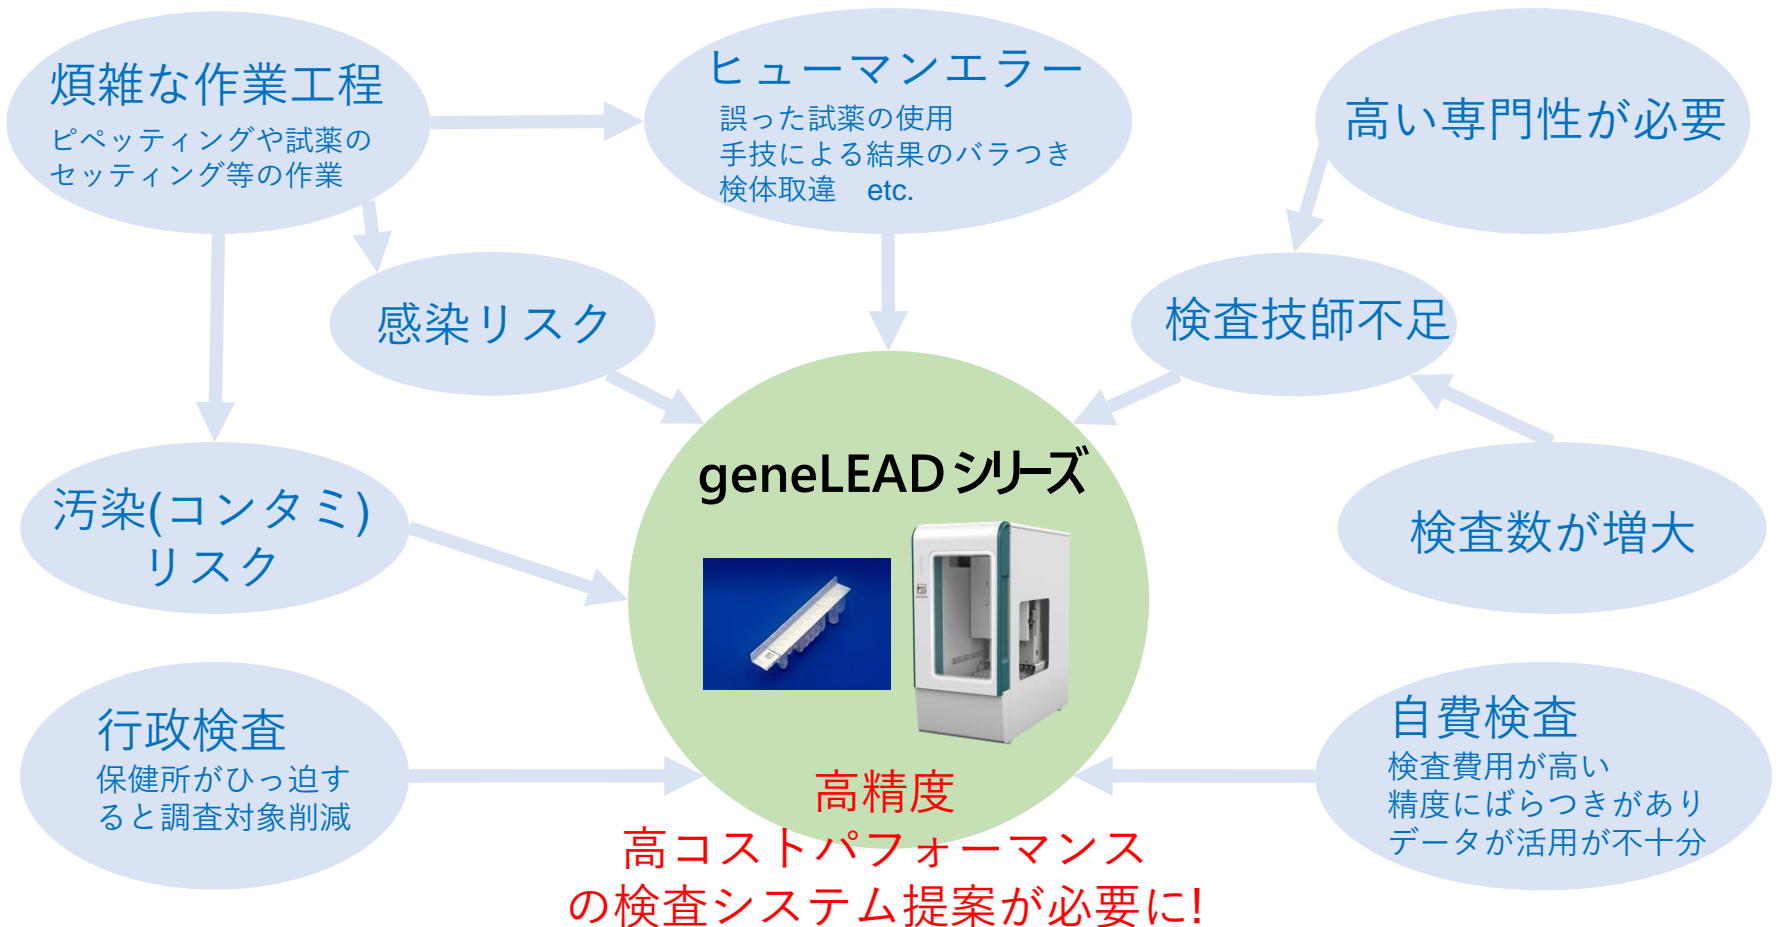 煩雑な作業工程
ピペッティングや試薬の
セッティング等の作業
ヒューマンエラー
誤った試薬の使用
手技による結果のバラつき
検体取違　etc.
高い専門性が必要
感染リスク
検査技師不足
汚染(コンタミ)
リスク
geneLEADシリーズ
検査数が増大
行政検査
保健所がひっ迫す
ると調査対象削減
自費検査
検査費用が高い
精度にばらつきがあり
データが活用が不十分
高精度
高コストパフォーマンス
の検査システム提案が必要に!